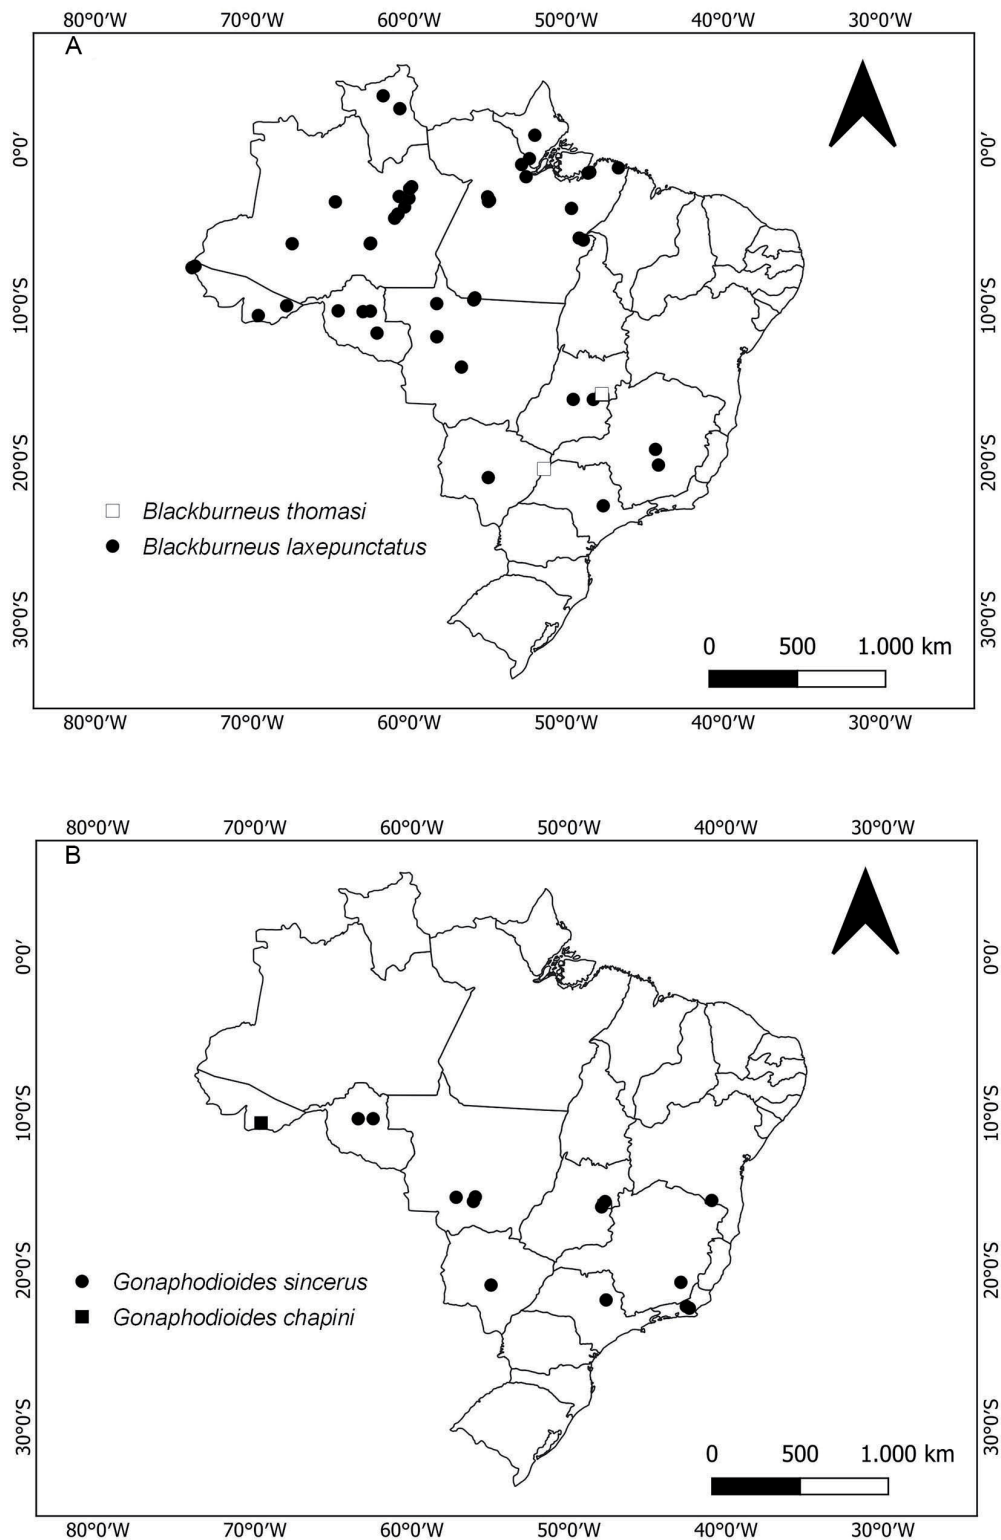 80°0'W 70°0'W 60°0'W 50°0'W 40°0'W 30°0'W
A
0°0' 0°0'
10°0'S 10°0'S
20°0'S 20°0'S
Blackburneus thomasi
Blackburneus laxepunctatus
30°0'S 30°0'S
0 500 1.000 km
80°0'W 70°0'W 60°0'W 50°0'W 40°0'W 30°0'W
80°0'W 70°0'W 60°0'W 50°0'W 40°0'W 30°0'W
B
0°0' 0°0'
10°0'S 10°0'S
20°0'S 20°0'S
Gonaphodioides sincerus
Gonaphodioides chapini
30°0'S 30°0'S
0 500 1.000 km
80°0'W 70°0'W 60°0'W 50°0'W 40°0'W 30°0'W